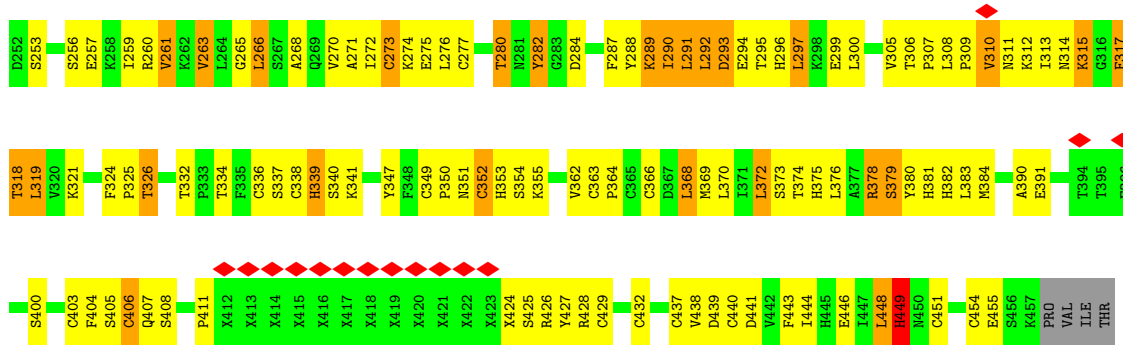 D252 S253 S256 E257 K258 I259 R260 V261 K262 V263 L264 G265 L266 S267 A268 Q269 V270 A271 I272 C273 K274 E275 L276 C277 T280 N281 Y282 G283 D284 F287 Y288 K289 I290 L291 L292 D293 E294 T295 H296 L297 K298 E299 L300 V305 T306 P307 L308 P309 V310 N311 K312 I313 N314 K315 G316 E317
T318 L319 V320 K321 F324 P325 T326 T332 P333 T334 F335 C336 S337 C338 H339 S340 K341 Y347 F348 C349 P350 N351 C352 H353 S354 K355 V362 C363 P364 C365 C366 D367 L368 M369 L370 I371 L372 S373 T374 H375 L376 A377 R378 S379 Y380 H381 H382 L383 M384 A390 E391 T394 T395
S400 C403 F404 S405 C406 Q407 S408 P411 X412 X413 X414 X415 X416 X417 X418 X419 X420 X421 X422 X423 X424 S425 R426 Y427 R428 C429 C432 C437 V438 D439 C440 D441 V442 F443 I444 H445 E446 I447 L448 H449 N450 C451 C454 E455 S456 K457 PRO VAL ILE THR